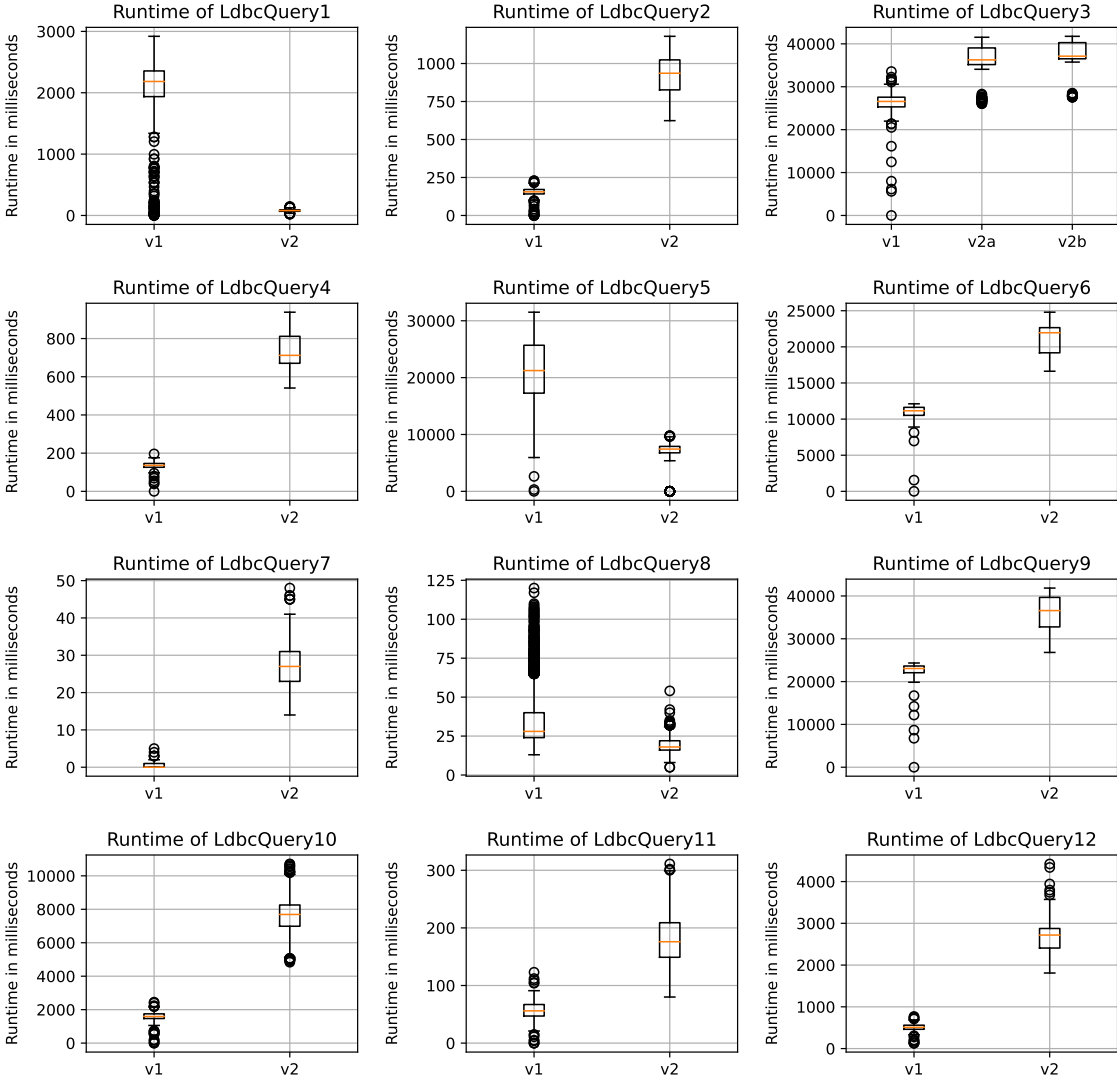 Runtime of LdbcQuery1
Runtime in milliseconds
3000
2000
1000
0
v1
v2
Runtime of LdbcQuery2
Runtime in milliseconds
1000
750
500
250
0
v1
v2
Runtime of LdbcQuery3
Runtime in milliseconds
40000
30000
20000
10000
0
v1
v2a
v2b
Runtime of LdbcQuery4
Runtime in milliseconds
800
600
400
200
0
v1
v2
Runtime of LdbcQuery5
Runtime in milliseconds
30000
20000
10000
0
v1
v2
Runtime of LdbcQuery6
Runtime in milliseconds
25000
20000
15000
10000
5000
0
v1
v2
Runtime of LdbcQuery7
Runtime in milliseconds
50
40
30
20
10
0
v1
v2
Runtime of LdbcQuery8
Runtime in milliseconds
125
100
75
50
25
0
v1
v2
Runtime of LdbcQuery9
Runtime in milliseconds
40000
30000
20000
10000
0
v1
v2
Runtime of LdbcQuery10
Runtime in milliseconds
10000
8000
6000
4000
2000
0
v1
v2
Runtime of LdbcQuery11
Runtime in milliseconds
300
200
100
0
v1
v2
Runtime of LdbcQuery12
Runtime in milliseconds
4000
3000
2000
1000
0
v1
v2